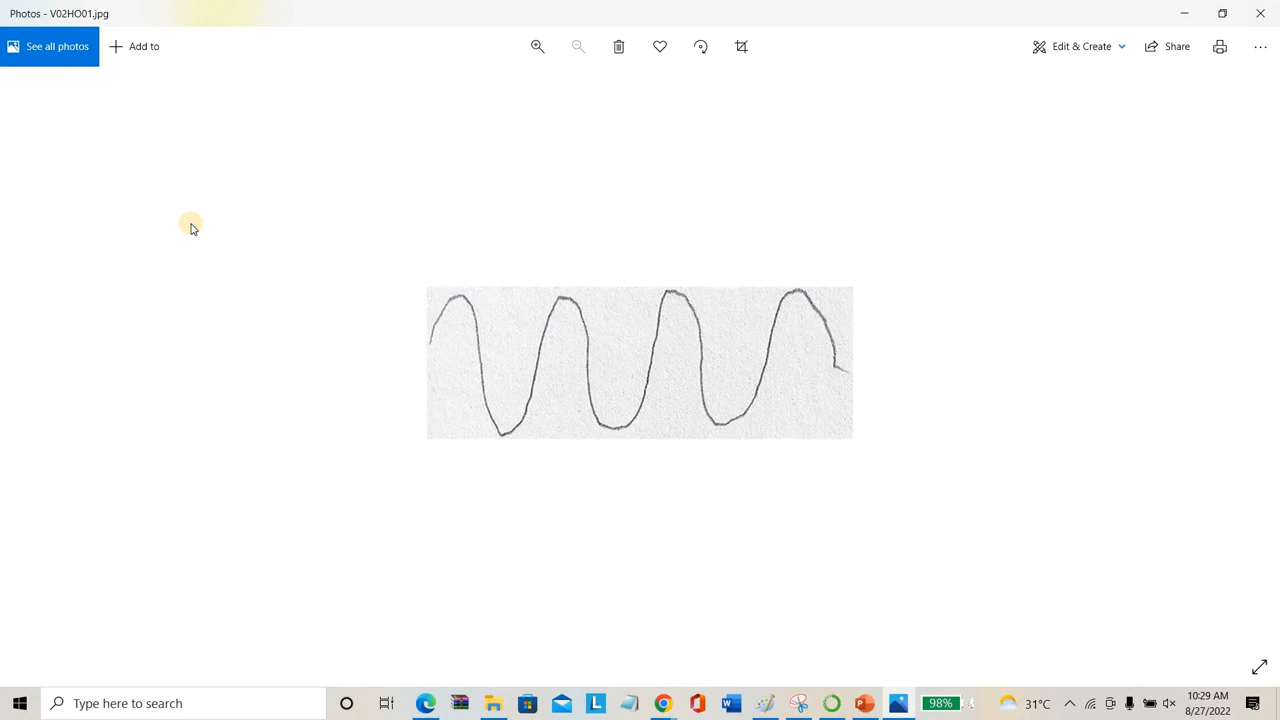 Photos - V02HO01.jpg
See all photos
Add to
Edit & Create
Share
Type here to search
L
98%
31°C
10:29 AM
8/27/2022